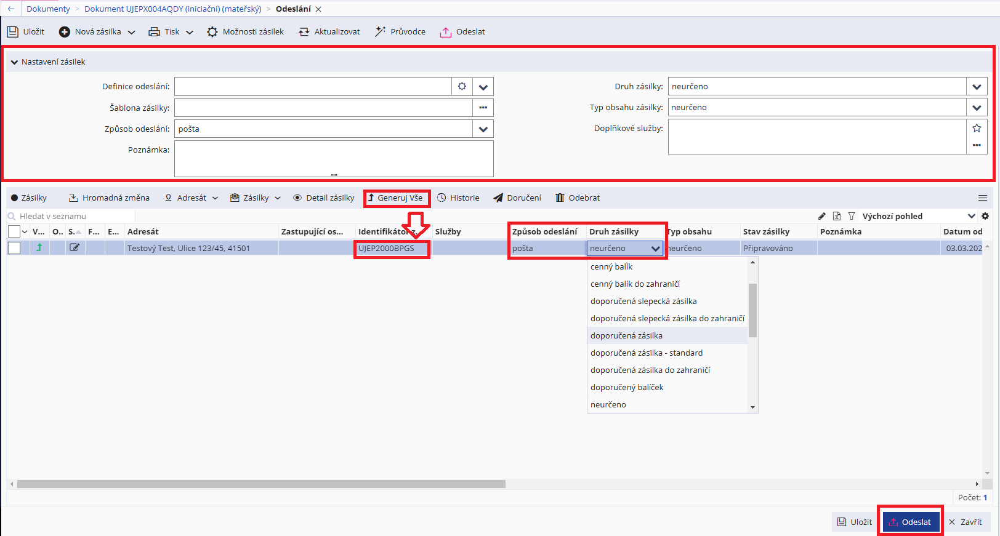 Dokumenty > Dokument UJEPX004AQDY (iniciační) (mateřský) > Odeslání
Uložit Nová zásilka Tisk Možnosti zásilek Aktualizovat Průvodce Odeslat
Nastavení zásilek
Definice odeslání: Druh zásilky: neurčeno
Šablona zásilky: Typ obsahu zásilky: neurčeno
Způsob odeslání: pošta Doplňkové služby:
Poznámka:
Zásilky Hromadná změna Adresát Zásilky Detail zásilky Generuj Vše Historie Doručení Odebrat
Hledat v seznamu Výchozí pohled
V... O.. S. F... E... Adresát Zastupující os... Identifikátor z. Služby Způsob odeslání Druh zásilky Typ obsahu Stav zásilky Poznámka Datum od
Testový Test, Ulice 123/45, 41501 UJEP2000BPGS pošta neurčeno neurčeno Připravováno 03.03.202
cenný balík
cenný balík do zahraničí
doporučená slepecká zásilka
doporučená slepecká zásilka do zahraničí
doporučená zásilka
doporučená zásilka - standard
doporučená zásilka do zahraničí
doporučený balíček
neurčeno
Počet: 1
Uložit Odeslat Zavřít